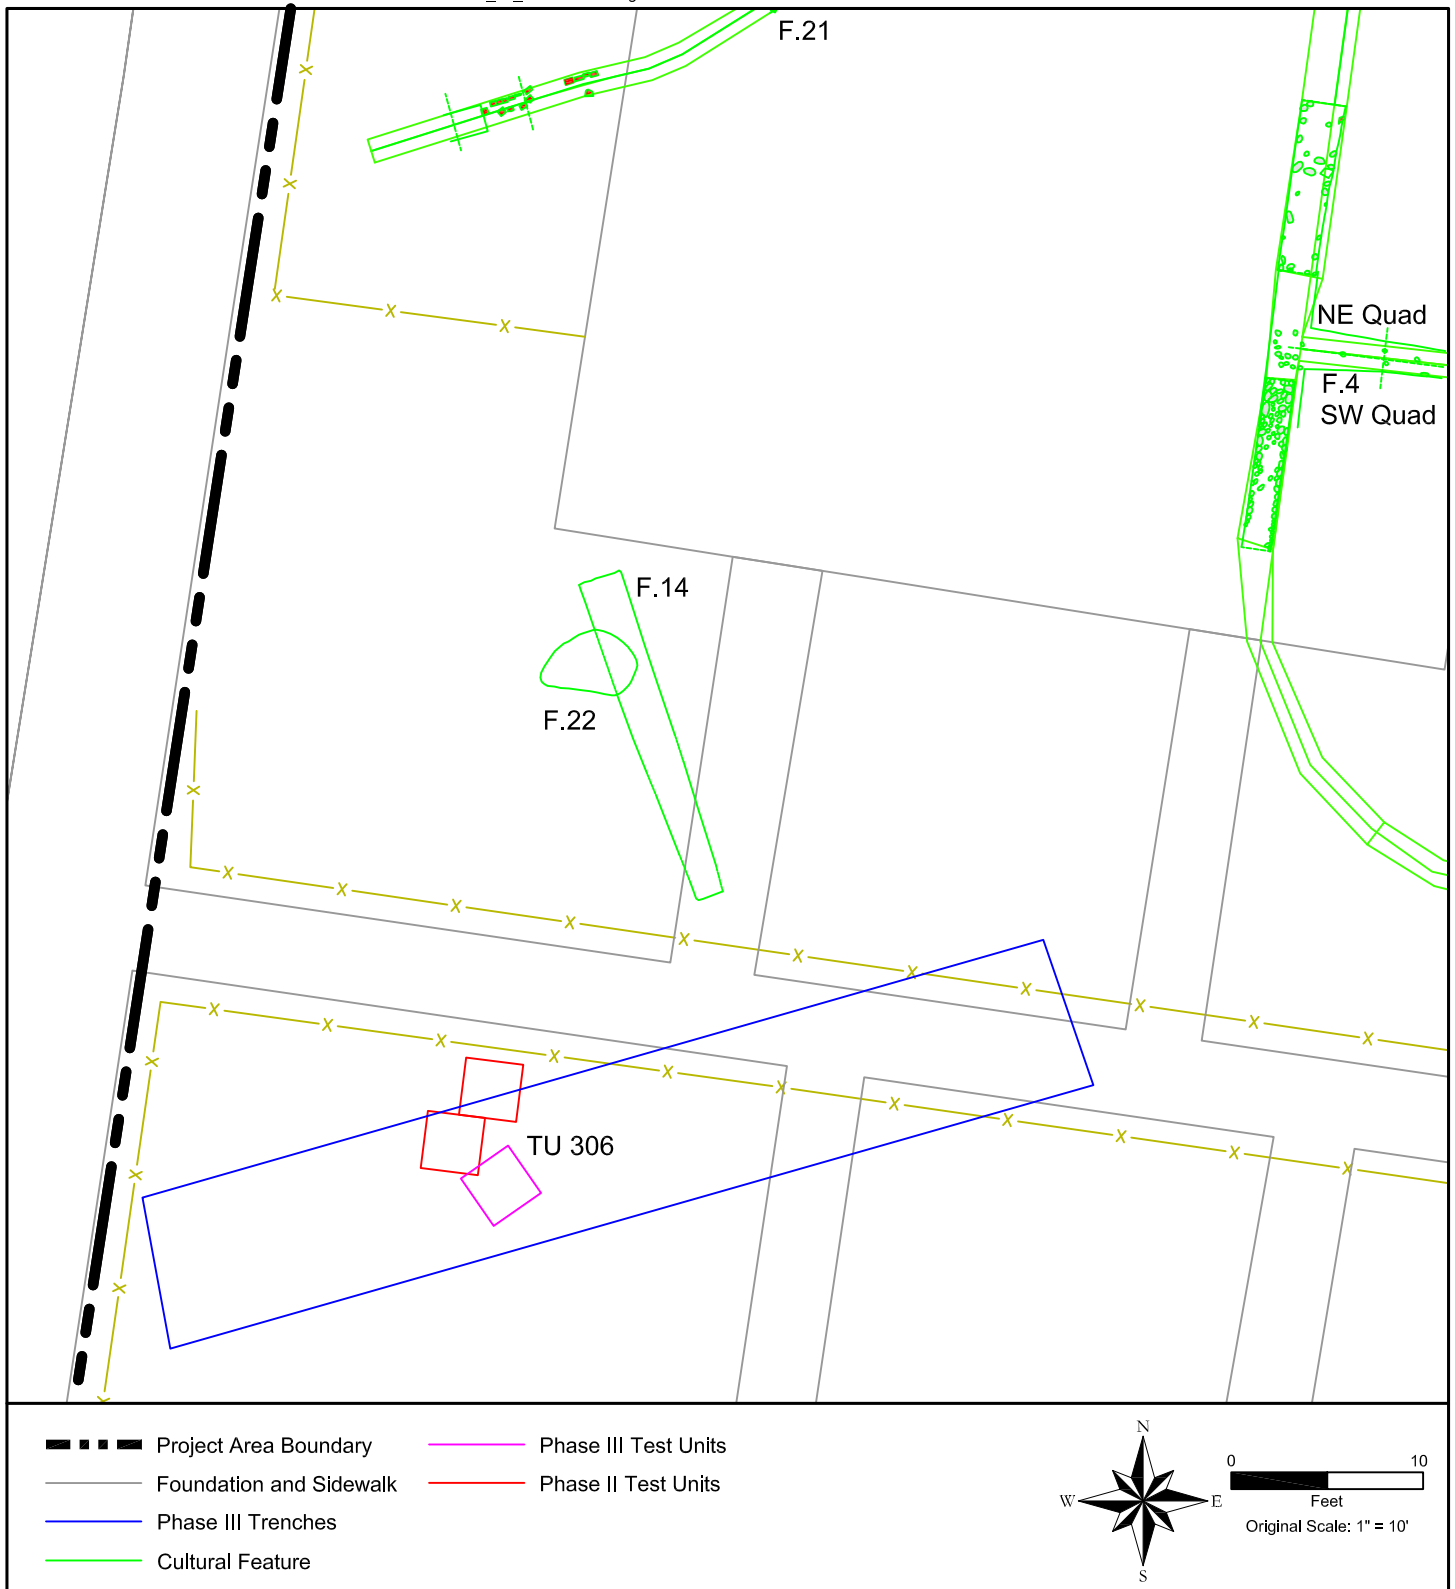 F.21
NE Quad
F.4
SW Quad
F.14
F.22
TU 306
Project Area Boundary
Foundation and Sidewalk
Phase III Trenches
Cultural Feature
Phase III Test Units
Phase II Test Units
N
W E
S
0 10
Feet
Original Scale: 1" = 10'